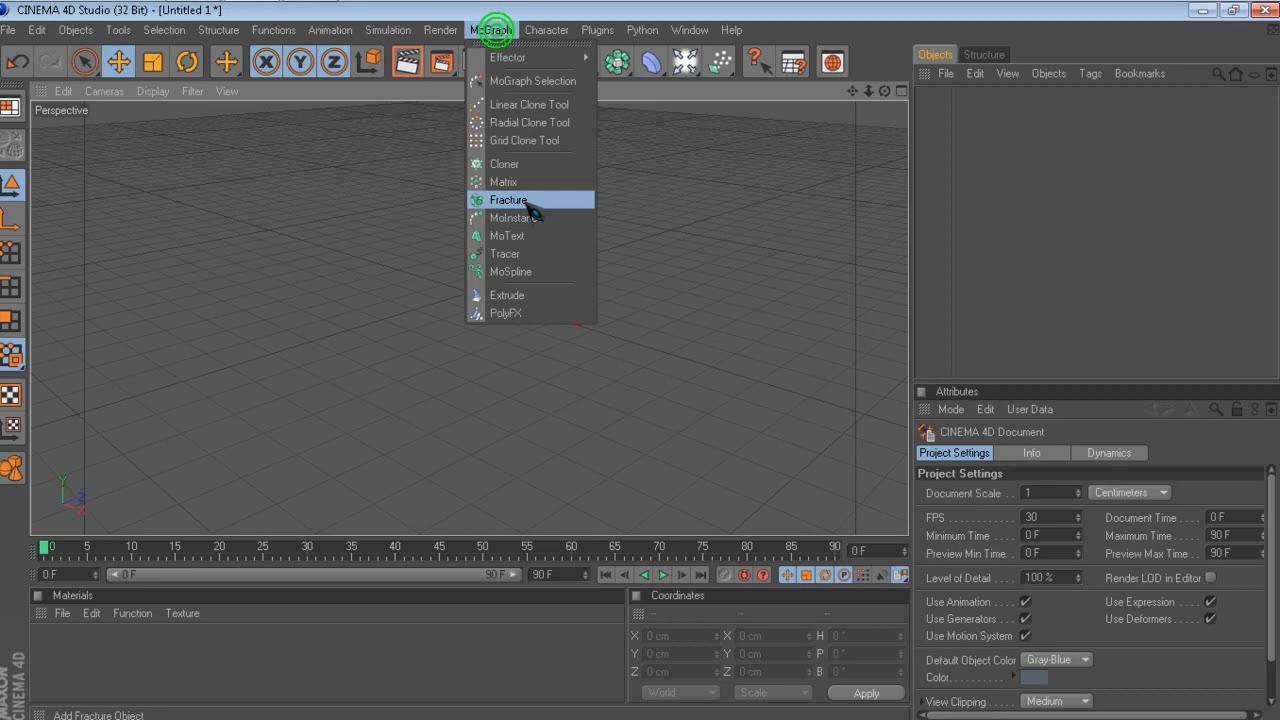 CINEMA 4D Studio (32 Bit) - [Untitled 1 *]
File Edit Objects Tools Selection Structure Functions Animation Simulation Render MoGraph Character Plugins Python Window Help
Effector
MoGraph Selection
Linear Clone Tool
Radial Clone Tool
Grid Clone Tool
Cloner
Matrix
Fracture
MoInstance
MoText
Tracer
MoSpline
Extrude
PolyFX
Edit Cameras Display Filter View
Perspective
Y
Z
X
0 5 10 15 20 25 30 35 40 45 50 55 60 65 70 75 80 85 90 0 F
0 F 0 F 90 F 90 F
Materials
File Edit Function Texture
Coordinates
-- -- --
X 0 cm X 0 cm H 0 °
Y 0 cm Y 0 cm P 0 °
Z 0 cm Z 0 cm B 0 °
World Scale Apply
MAXON CINEMA 4D
Add Fracture Object
Objects Structure
File Edit View Objects Tags Bookmarks
Attributes
Mode Edit User Data
CINEMA 4D Document
Project Settings Info Dynamics
Project Settings
Document Scale . . 1 Centimeters
FPS . . . . . . . . . . . 30 Document Time . . . . 0 F
Minimum Time . . . 0 F Maximum Time . . . . 90 F
Preview Min Time . . 0 F Preview Max Time . . 90 F
Level of Detail . . . . 100 % Render LOD in Editor
Use Animation . . . Use Expression . . . .
Use Generators . . Use Deformers . . . .
Use Motion System
Default Object Color Gray-Blue
Color. . . . . . . . . .
View Clipping . . . . Medium